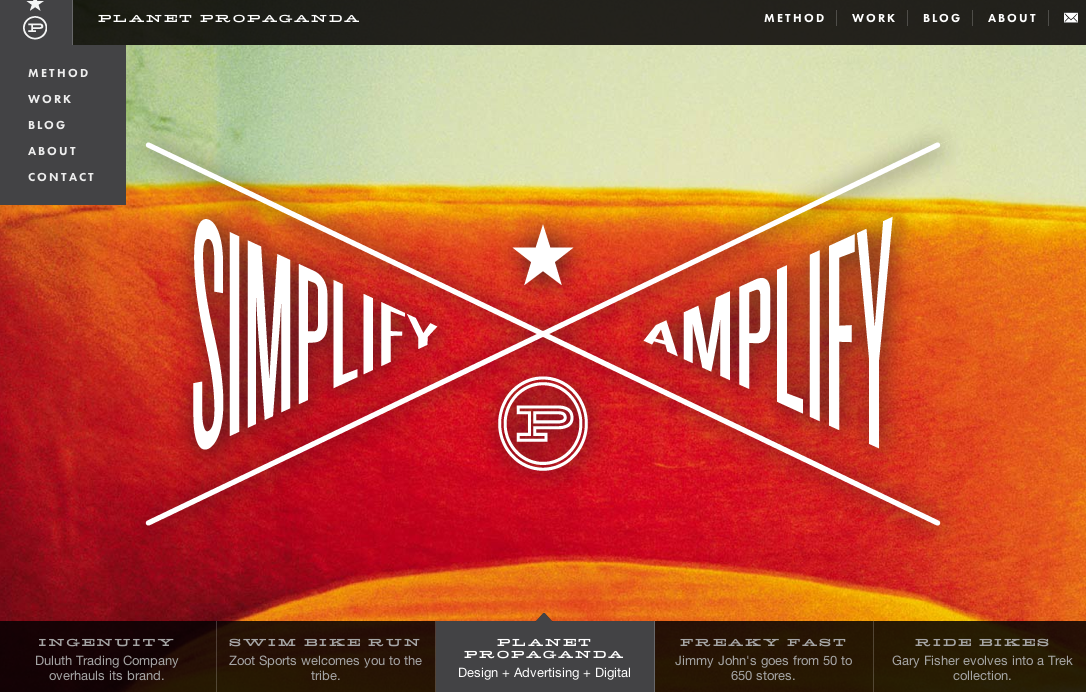 P
PLANET PROPAGANDA
METHOD
WORK
BLOG
ABOUT
METHOD
WORK
BLOG
ABOUT
CONTACT
SIMPLIFY
AMPLIFY
P
INGENUITY
Duluth Trading Company
overhauls its brand.
SWIM BIKE RUN
Zoot Sports welcomes you to the
tribe.
PLANET
PROPAGANDA
Design + Advertising + Digital
FREAKY FAST
Jimmy John's goes from 50 to
650 stores.
RIDE BIKES
Gary Fisher evolves into a Trek
collection.